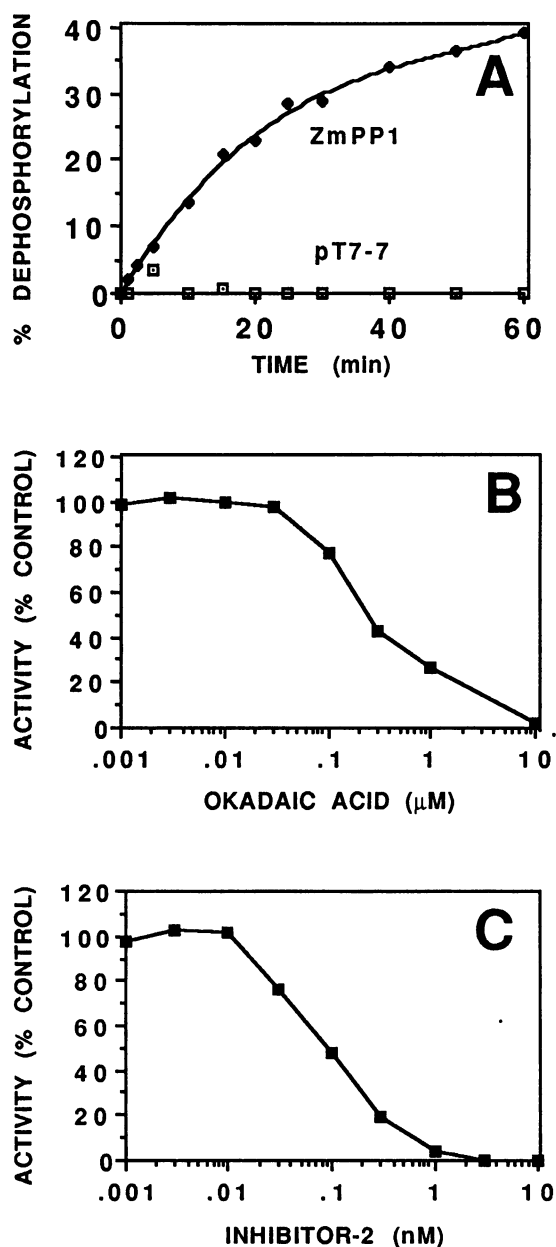 A
% DEPHOSPHORYLATION
40
30
20
10
0
ZmPP1
pT7-7
0 20 40 60
TIME (min)
B
ACTIVITY (% CONTROL)
120
100
80
60
40
20
0
.001 .01 .1 1 10
OKADAIC ACID (μM)
C
ACTIVITY (% CONTROL)
120
100
80
60
40
20
0
.001 .01 .1 1 10
INHIBITOR-2 (nM)